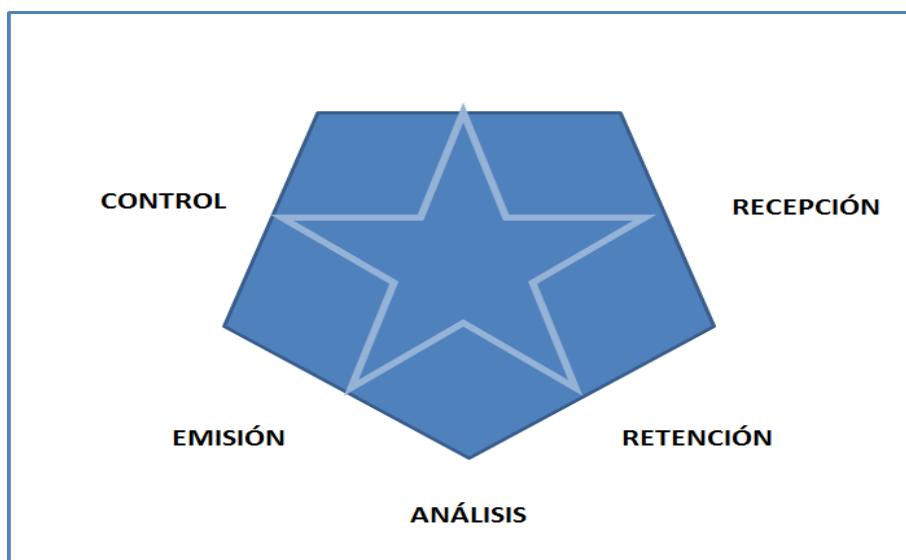 CONTROL
RECEPCIÓN
EMISIÓN
RETENCIÓN
ANÁLISIS